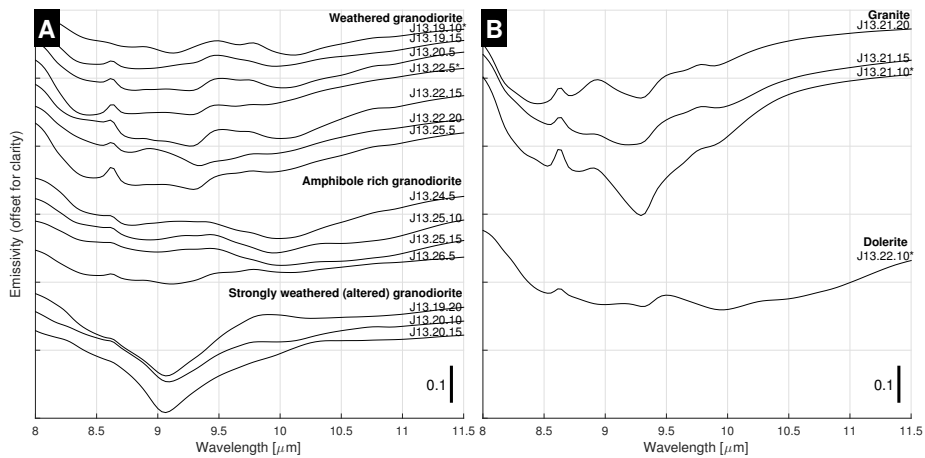 A
Weathered granodiorite
J13.19.10*
J13.19.15
J13.20.5
J13.22.5*
J13.22.15
J13.22.20
J13.25.5
Amphibole rich granodiorite
J13.24.5
J13.25.10
J13.25.15
J13.26.5
Strongly weathered (altered) granodiorite
J13.19.20
J13.20.10
J13.20.15
0.1
Emissivity (offset for clarity)
8 8.5 9 9.5 10 10.5 11 11.5
Wavelength [μm]
B
Granite
J13.21.20
J13.21.15
J13.21.10*
Dolerite
J13.22.10*
0.1
8 8.5 9 9.5 10 10.5 11 11.5
Wavelength [μm]